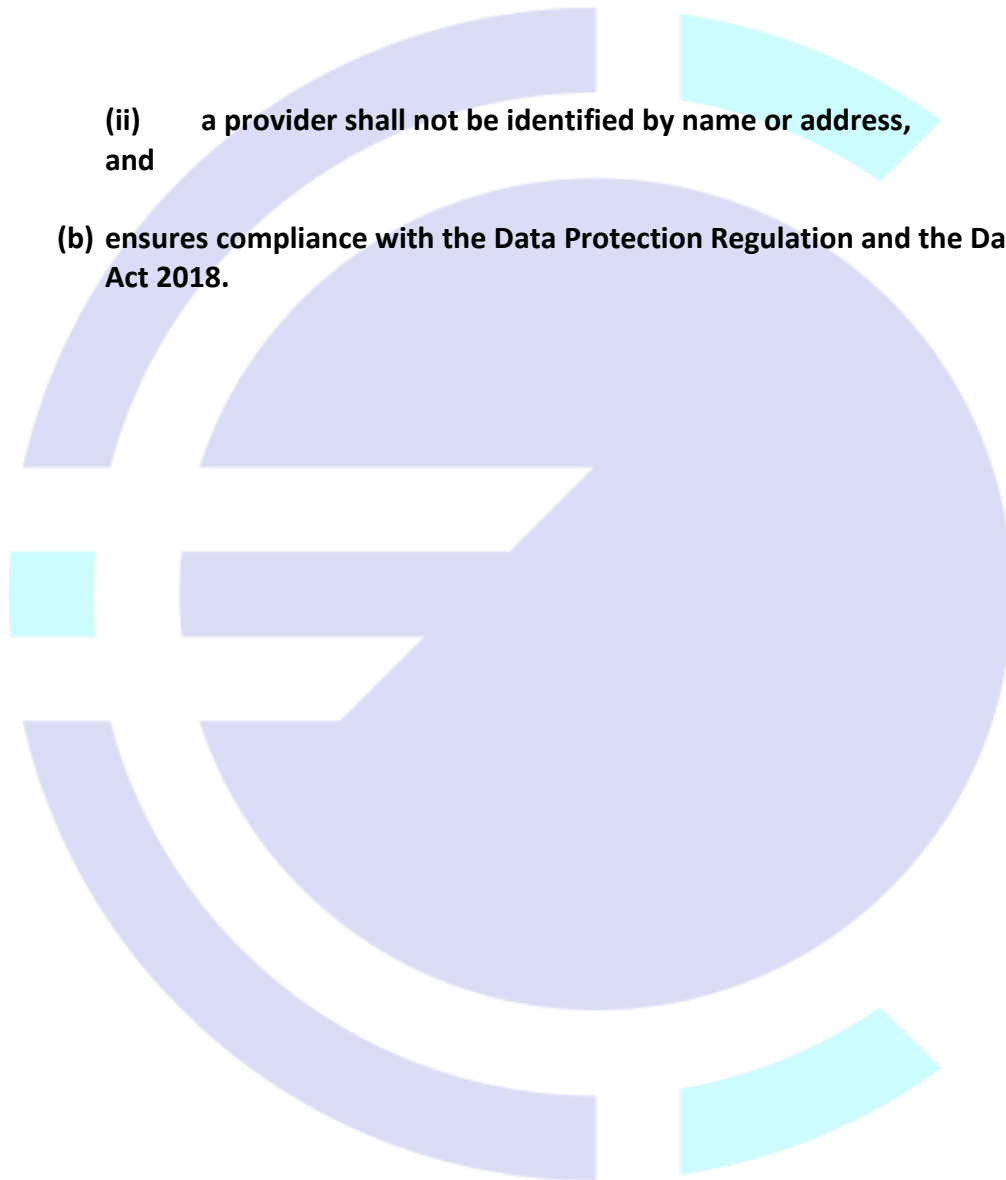 (ii) a provider shall not be identified by name or address,
and
(b) ensures compliance with the Data Protection Regulation and the Da
Act 2018.